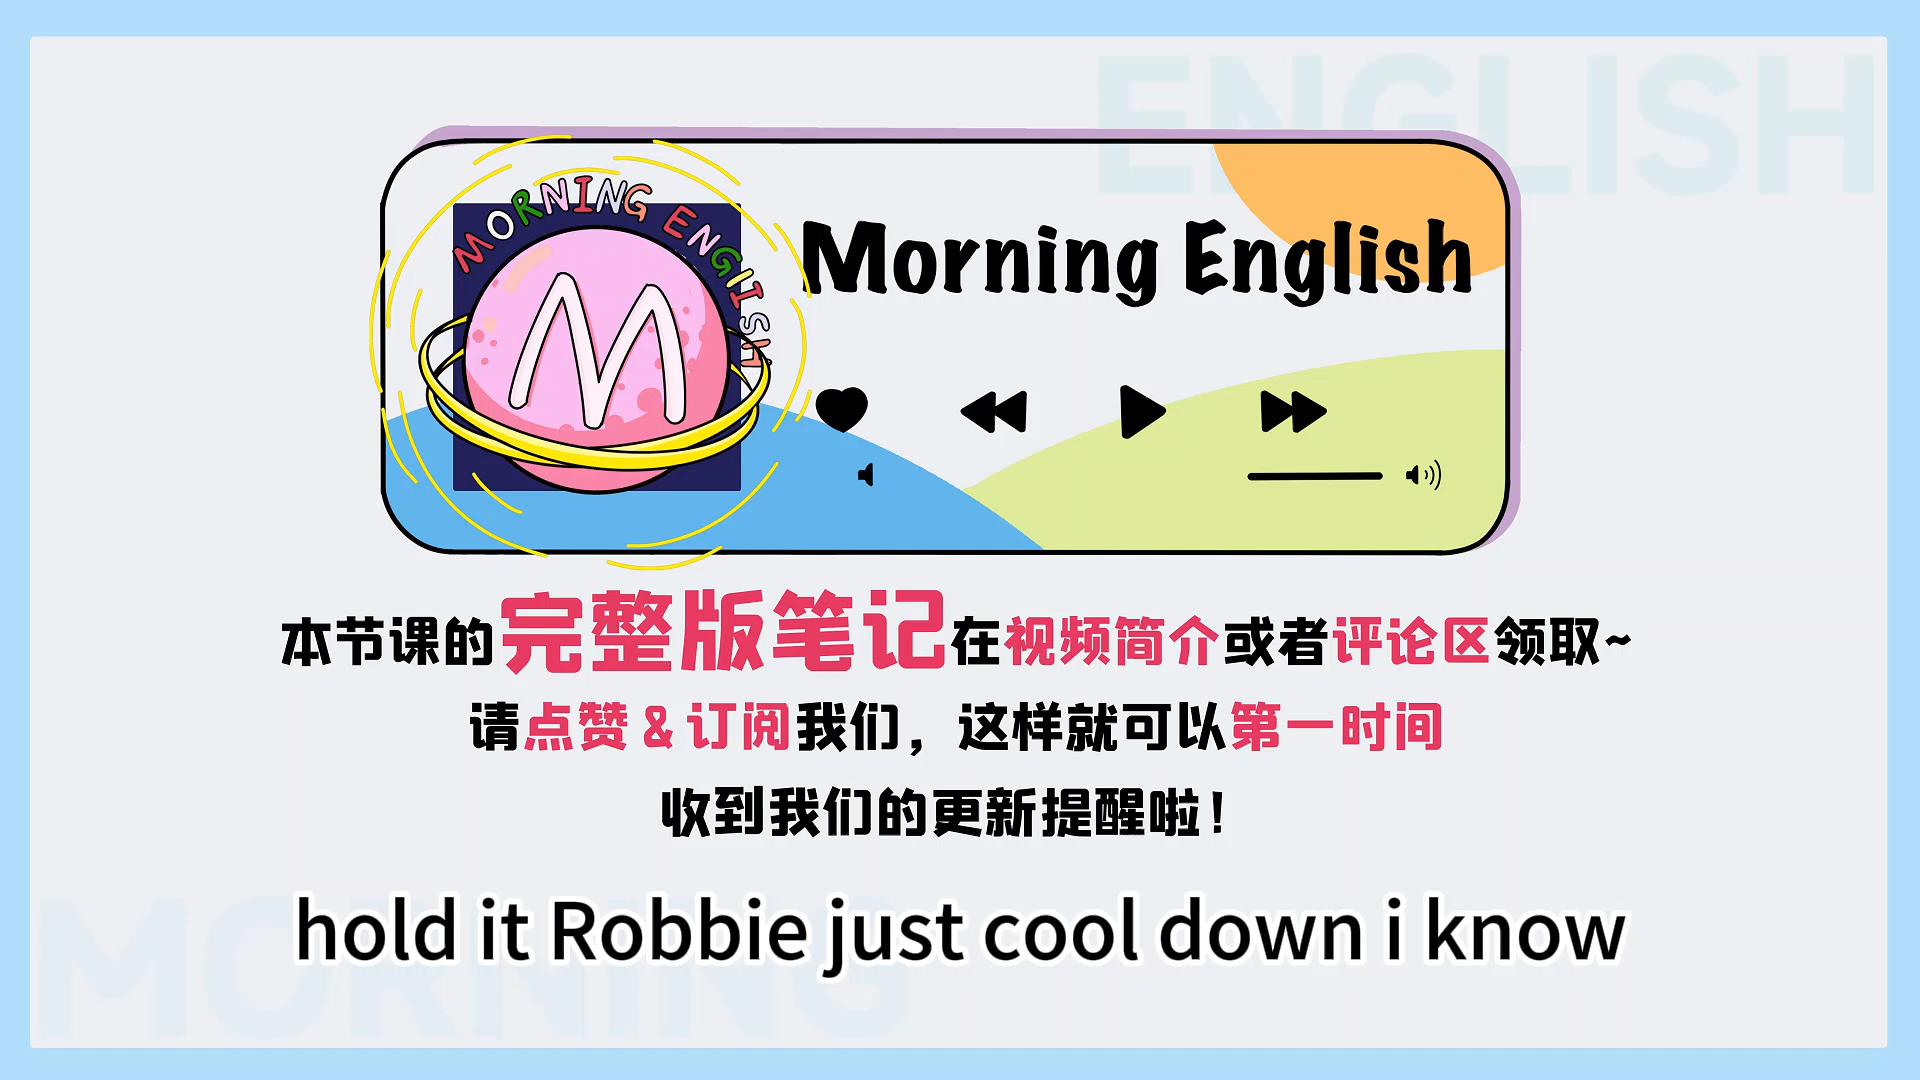 ENGLISH
MORNING ENGLISH
M
Morning English
本节课的完整版笔记在视频简介或者评论区领取~
请点赞&订阅我们，这样就可以第一时间
收到我们的更新提醒啦！
hold it Robbie just cool down i know
MORNING